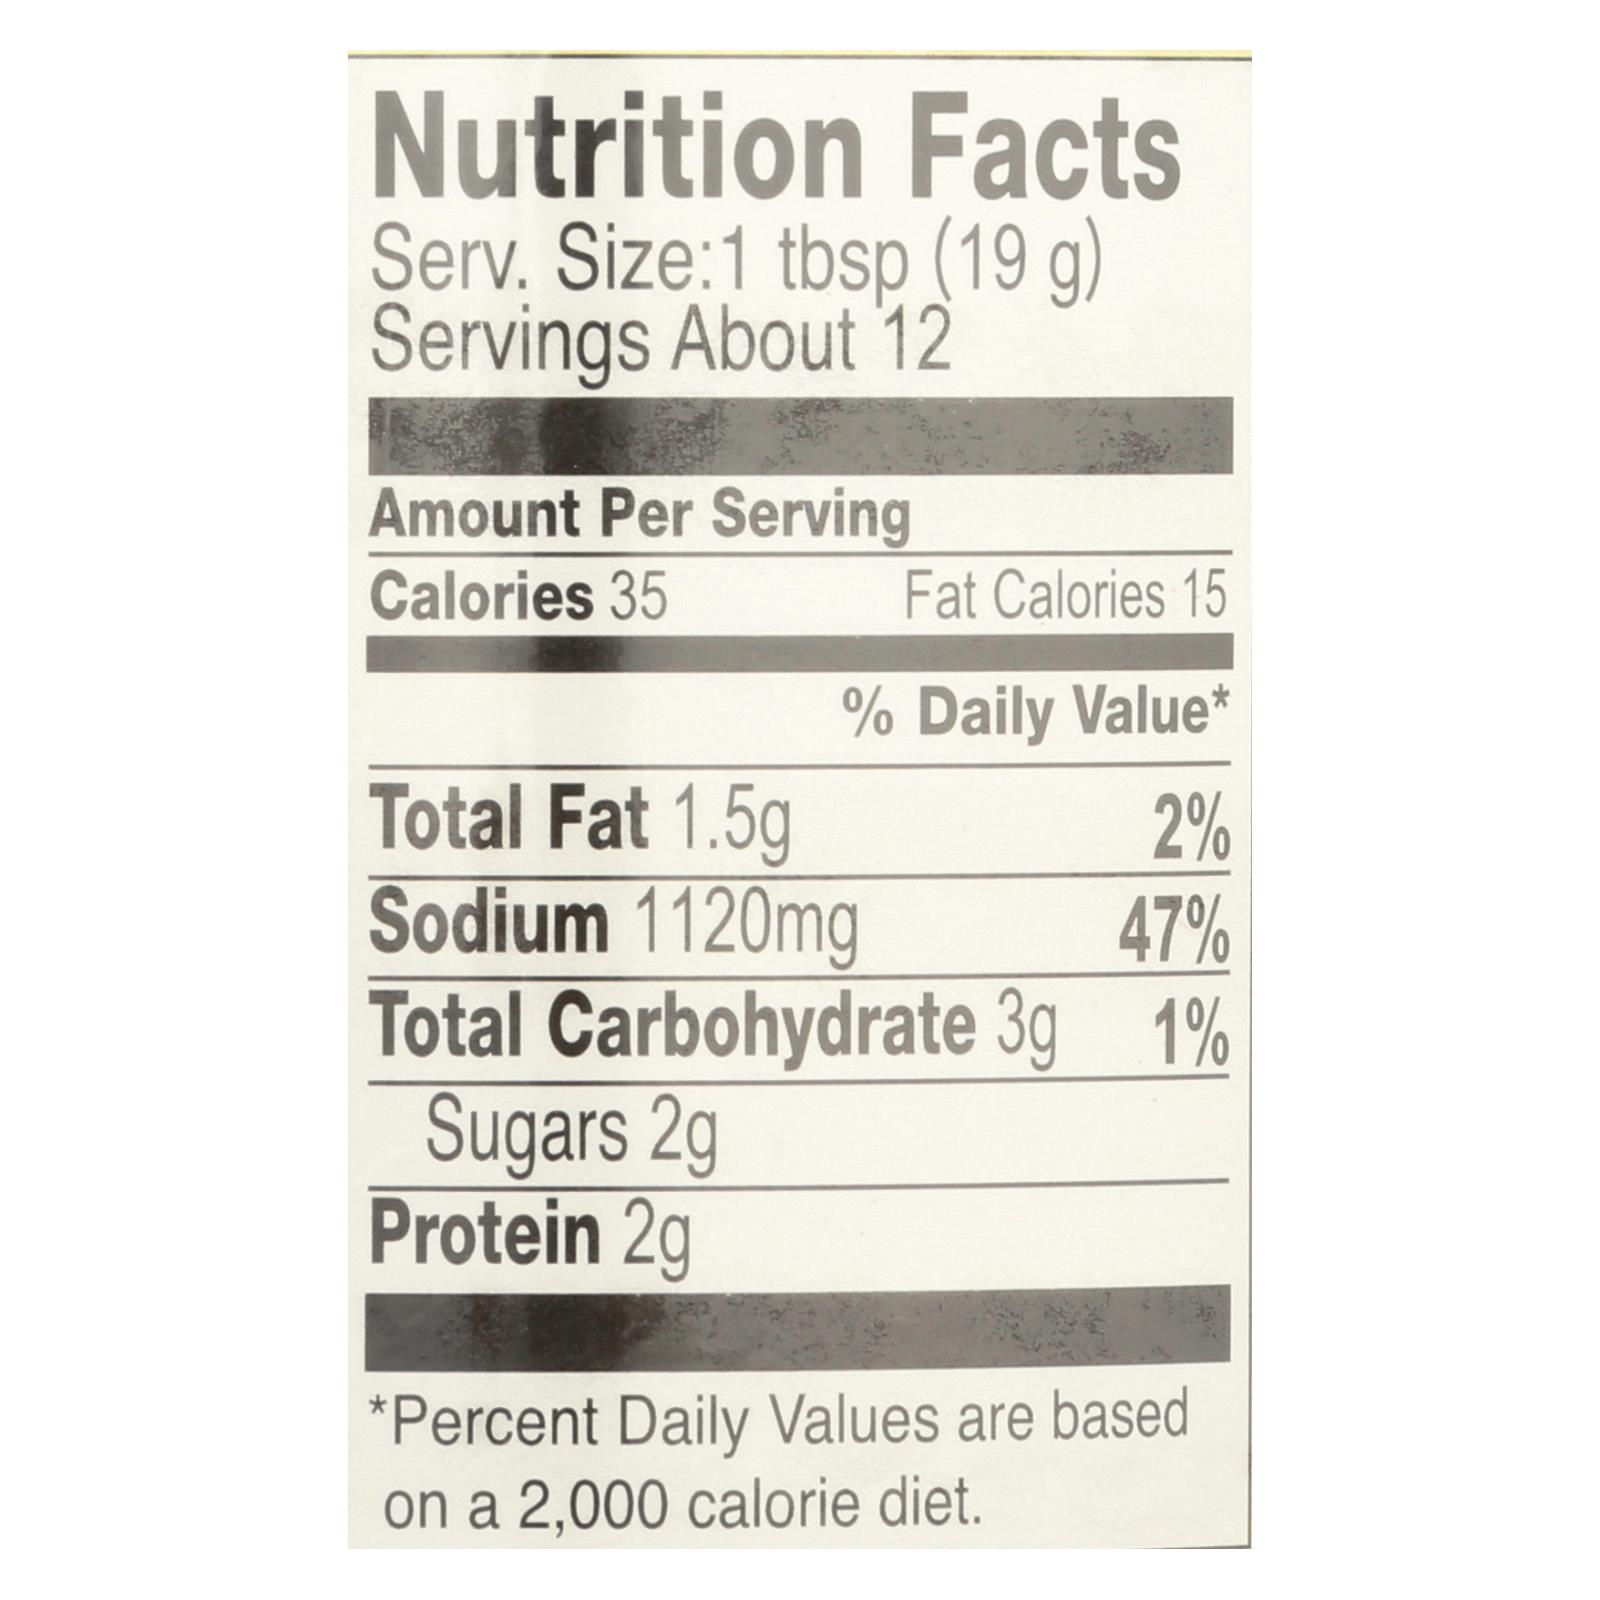 Nutrition Facts
Serv. Size:1 tbsp (19 g)
Servings About 12
Amount Per Serving
Calories 35 Fat Calories 15
% Daily Value*
Total Fat 1.5g 2%
Sodium 1120mg 47%
Total Carbohydrate 3g 1%
Sugars 2g
Protein 2g
*Percent Daily Values are based
on a 2,000 calorie diet.